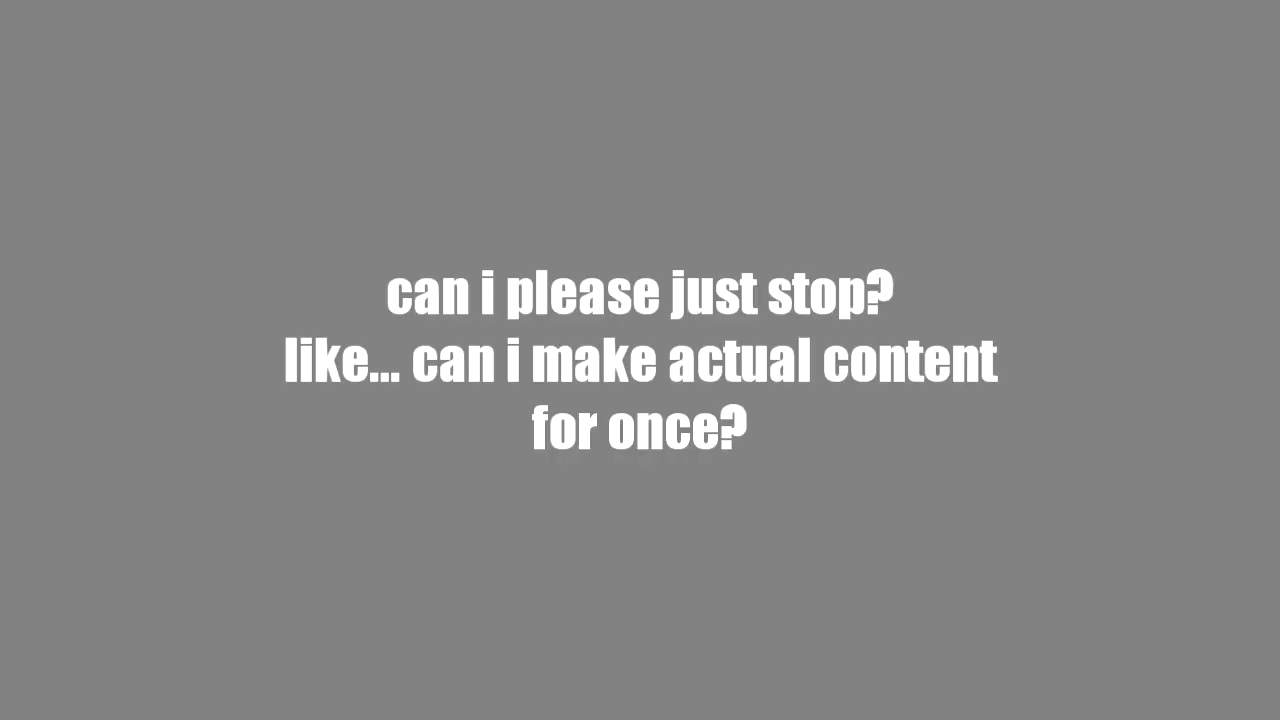 can i please just stop?
like... can i make actual content
for once?